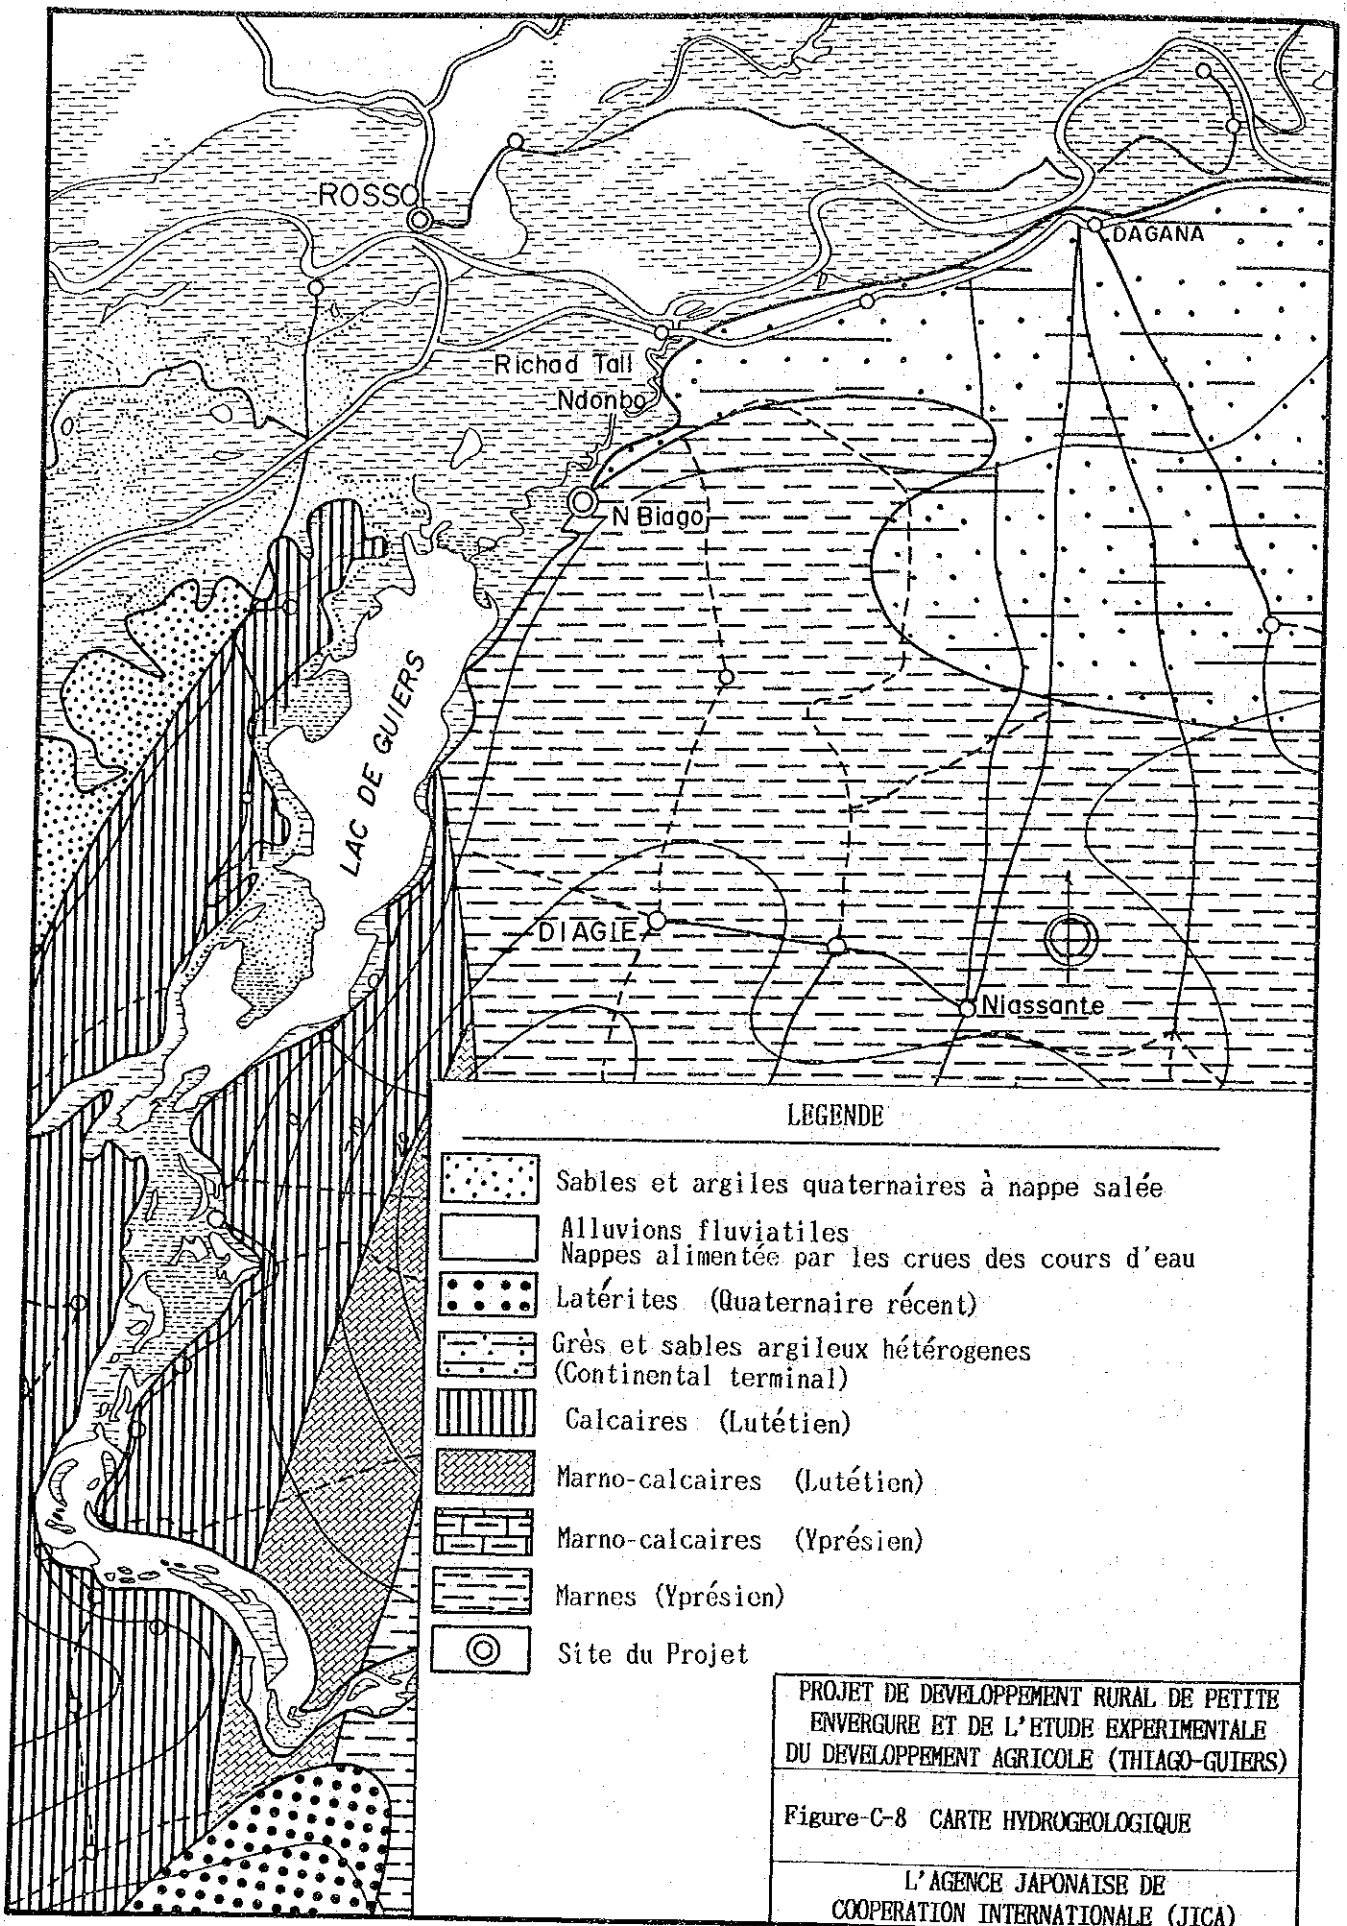 ROSSO
DAGANA
Richad Tall
Ndonbo
N Biago
LAC DE GUIERS
DIAGLE
Niassante
LEGENDE
Sables et argiles quaternaires à nappe salée
Alluvions fluviatiles
Nappes alimentée par les crues des cours d'eau
Latérites (Quaternaire récent)
Grès et sables argileux hétérogenes
(Continental terminal)
Calcaires (Lutétien)
Marno-calcaires (Lutétien)
Marno-calcaires (Yprésien)
Marnes (Yprésien)
Site du Projet
PROJET DE DEVELOPPEMENT RURAL DE PETITE
ENVERGURE ET DE L'ETUDE EXPERIMENTALE
DU DEVELOPPEMENT AGRICOLE (THIAGO-GUIERS)
Figure-C-8 CARTE HYDROGEOLOGIQUE
L'AGENCE JAPONAISE DE
COOPERATION INTERNATIONALE (JICA)